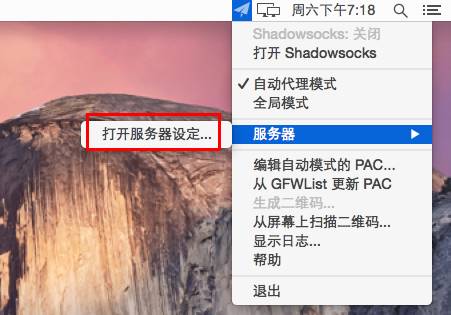 周六下午7:18
Shadowsocks: 关闭
打开 Shadowsocks
✓ 自动代理模式
全局模式
服务器
打开服务器设定...
编辑自动模式的 PAC...
从 GFWList 更新 PAC
生成二维码...
从屏幕上扫描二维码...
显示日志...
帮助
退出